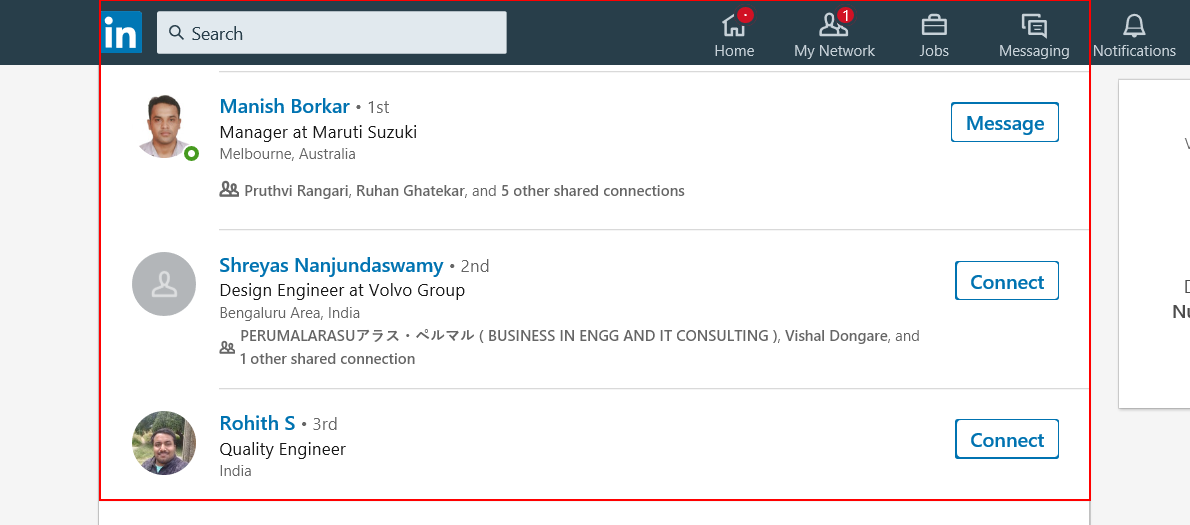 in
Search
1
Home
My Network
Jobs
Messaging
Notifications
Manish Borkar • 1st
Message
Manager at Maruti Suzuki
Melbourne, Australia
Pruthvi Rangari, Ruhan Ghatekar, and 5 other shared connections
Shreyas Nanjundaswamy • 2nd
Connect
Design Engineer at Volvo Group
Bengaluru Area, India
PERUMALARASUアラス・ペルマル ( BUSINESS IN ENGG AND IT CONSULTING ), Vishal Dongare, and
1 other shared connection
Rohith S • 3rd
Connect
Quality Engineer
India